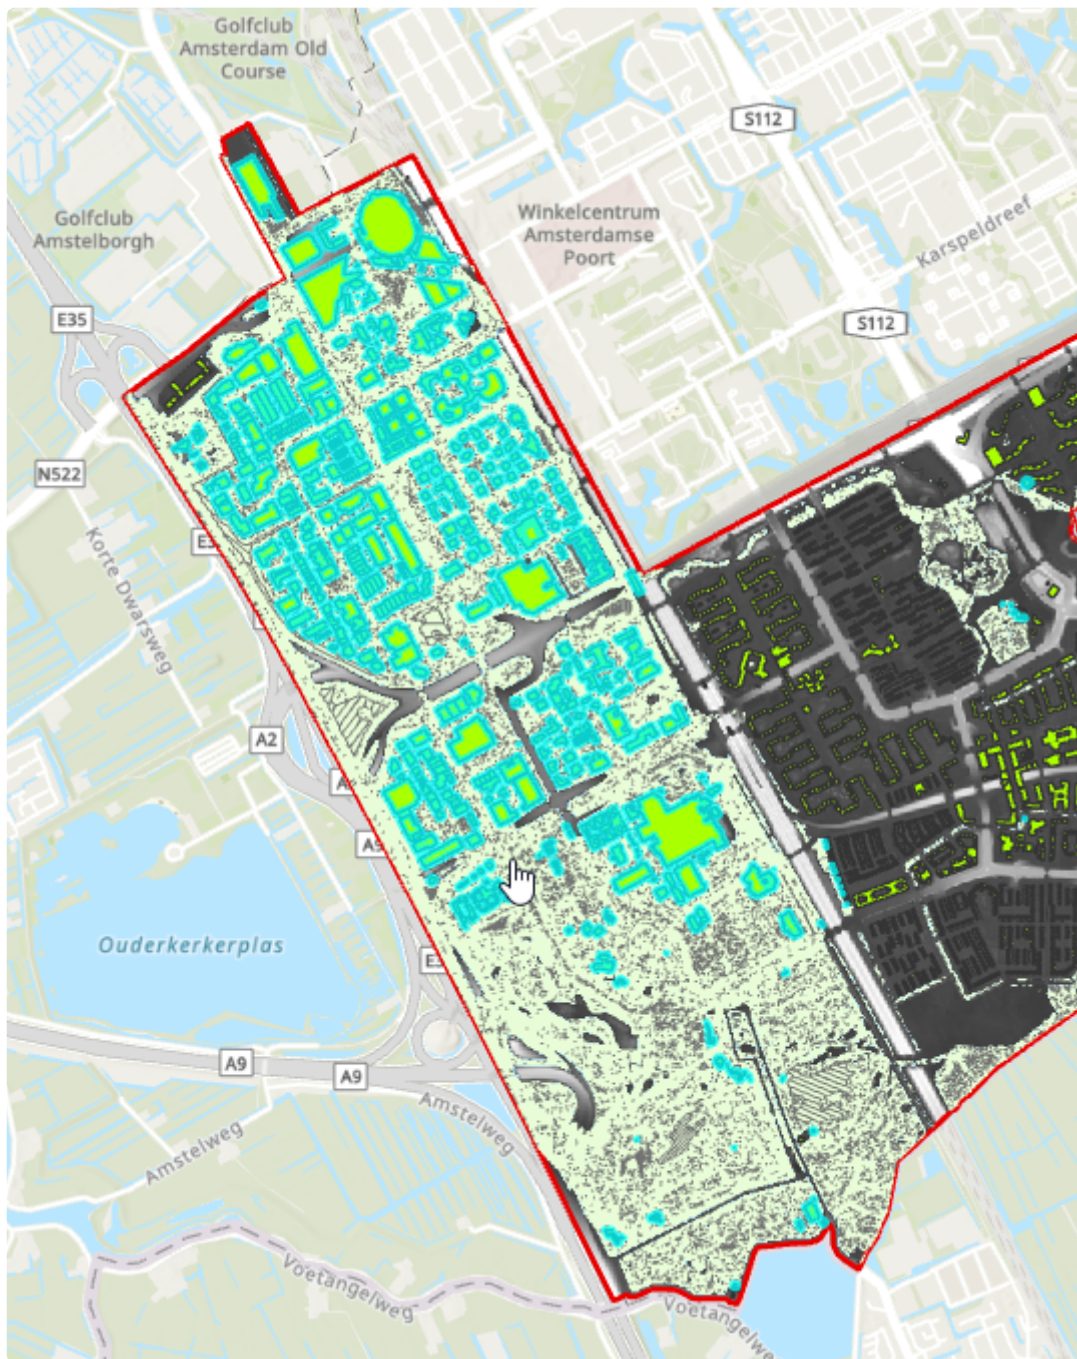 Golfclub
Amsterdam Old
Course
S112
Winkelcentrum
Amsterdamse
Poort
Karspeldreef
Golfclub
Amstelborgh
E35
S112
N522
Korte Dwarsweg
A2
Ouderkerkerplas
A9
A9
Amstelweg
Amstelweg
Voetangelweg
Voetangelwe